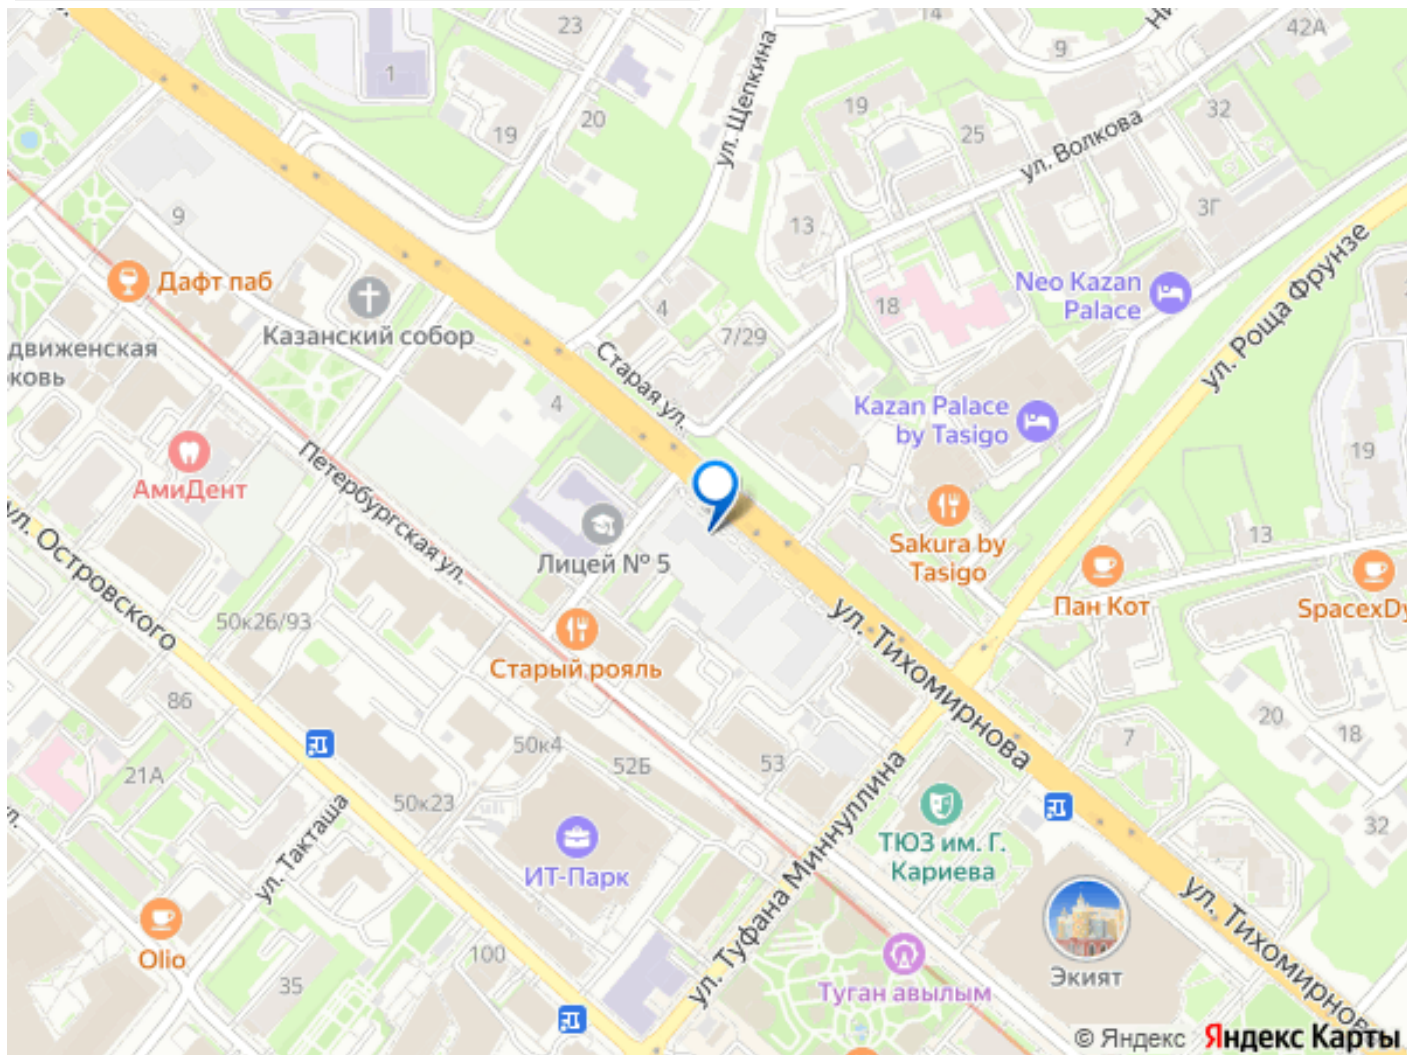 23
14
42А
1
9
19
20
19
32
25
ул. Щепкина
ул. Волкова
9
13
3Г
Дафт паб
Казанский собор
Neo Kazan
Palace
18
4
7/29
ул. Роща Фрунзе
движенская
ковь
Старая ул.
4
Kazan Palace
by Tasigo
19
АмиДент
Петербургская ул.
Sakura by
Tasigo
13
Лицей № 5
ул. Островского
Пан Кот
SpacexDy
50к26/93
Старый рояль
ул. Тихомирнова
86
20
18
7
50к4
52Б
53
21А
50к23
ул. Такташа
ТЮЗ им. Г.
Кариева
32
ИТ-Парк
ул. Туфана Миннуллина
ул.
Olio
100
35
Туган авылым
Экият
ул. Тихомирнова
© Яндекс Яндекс Карты